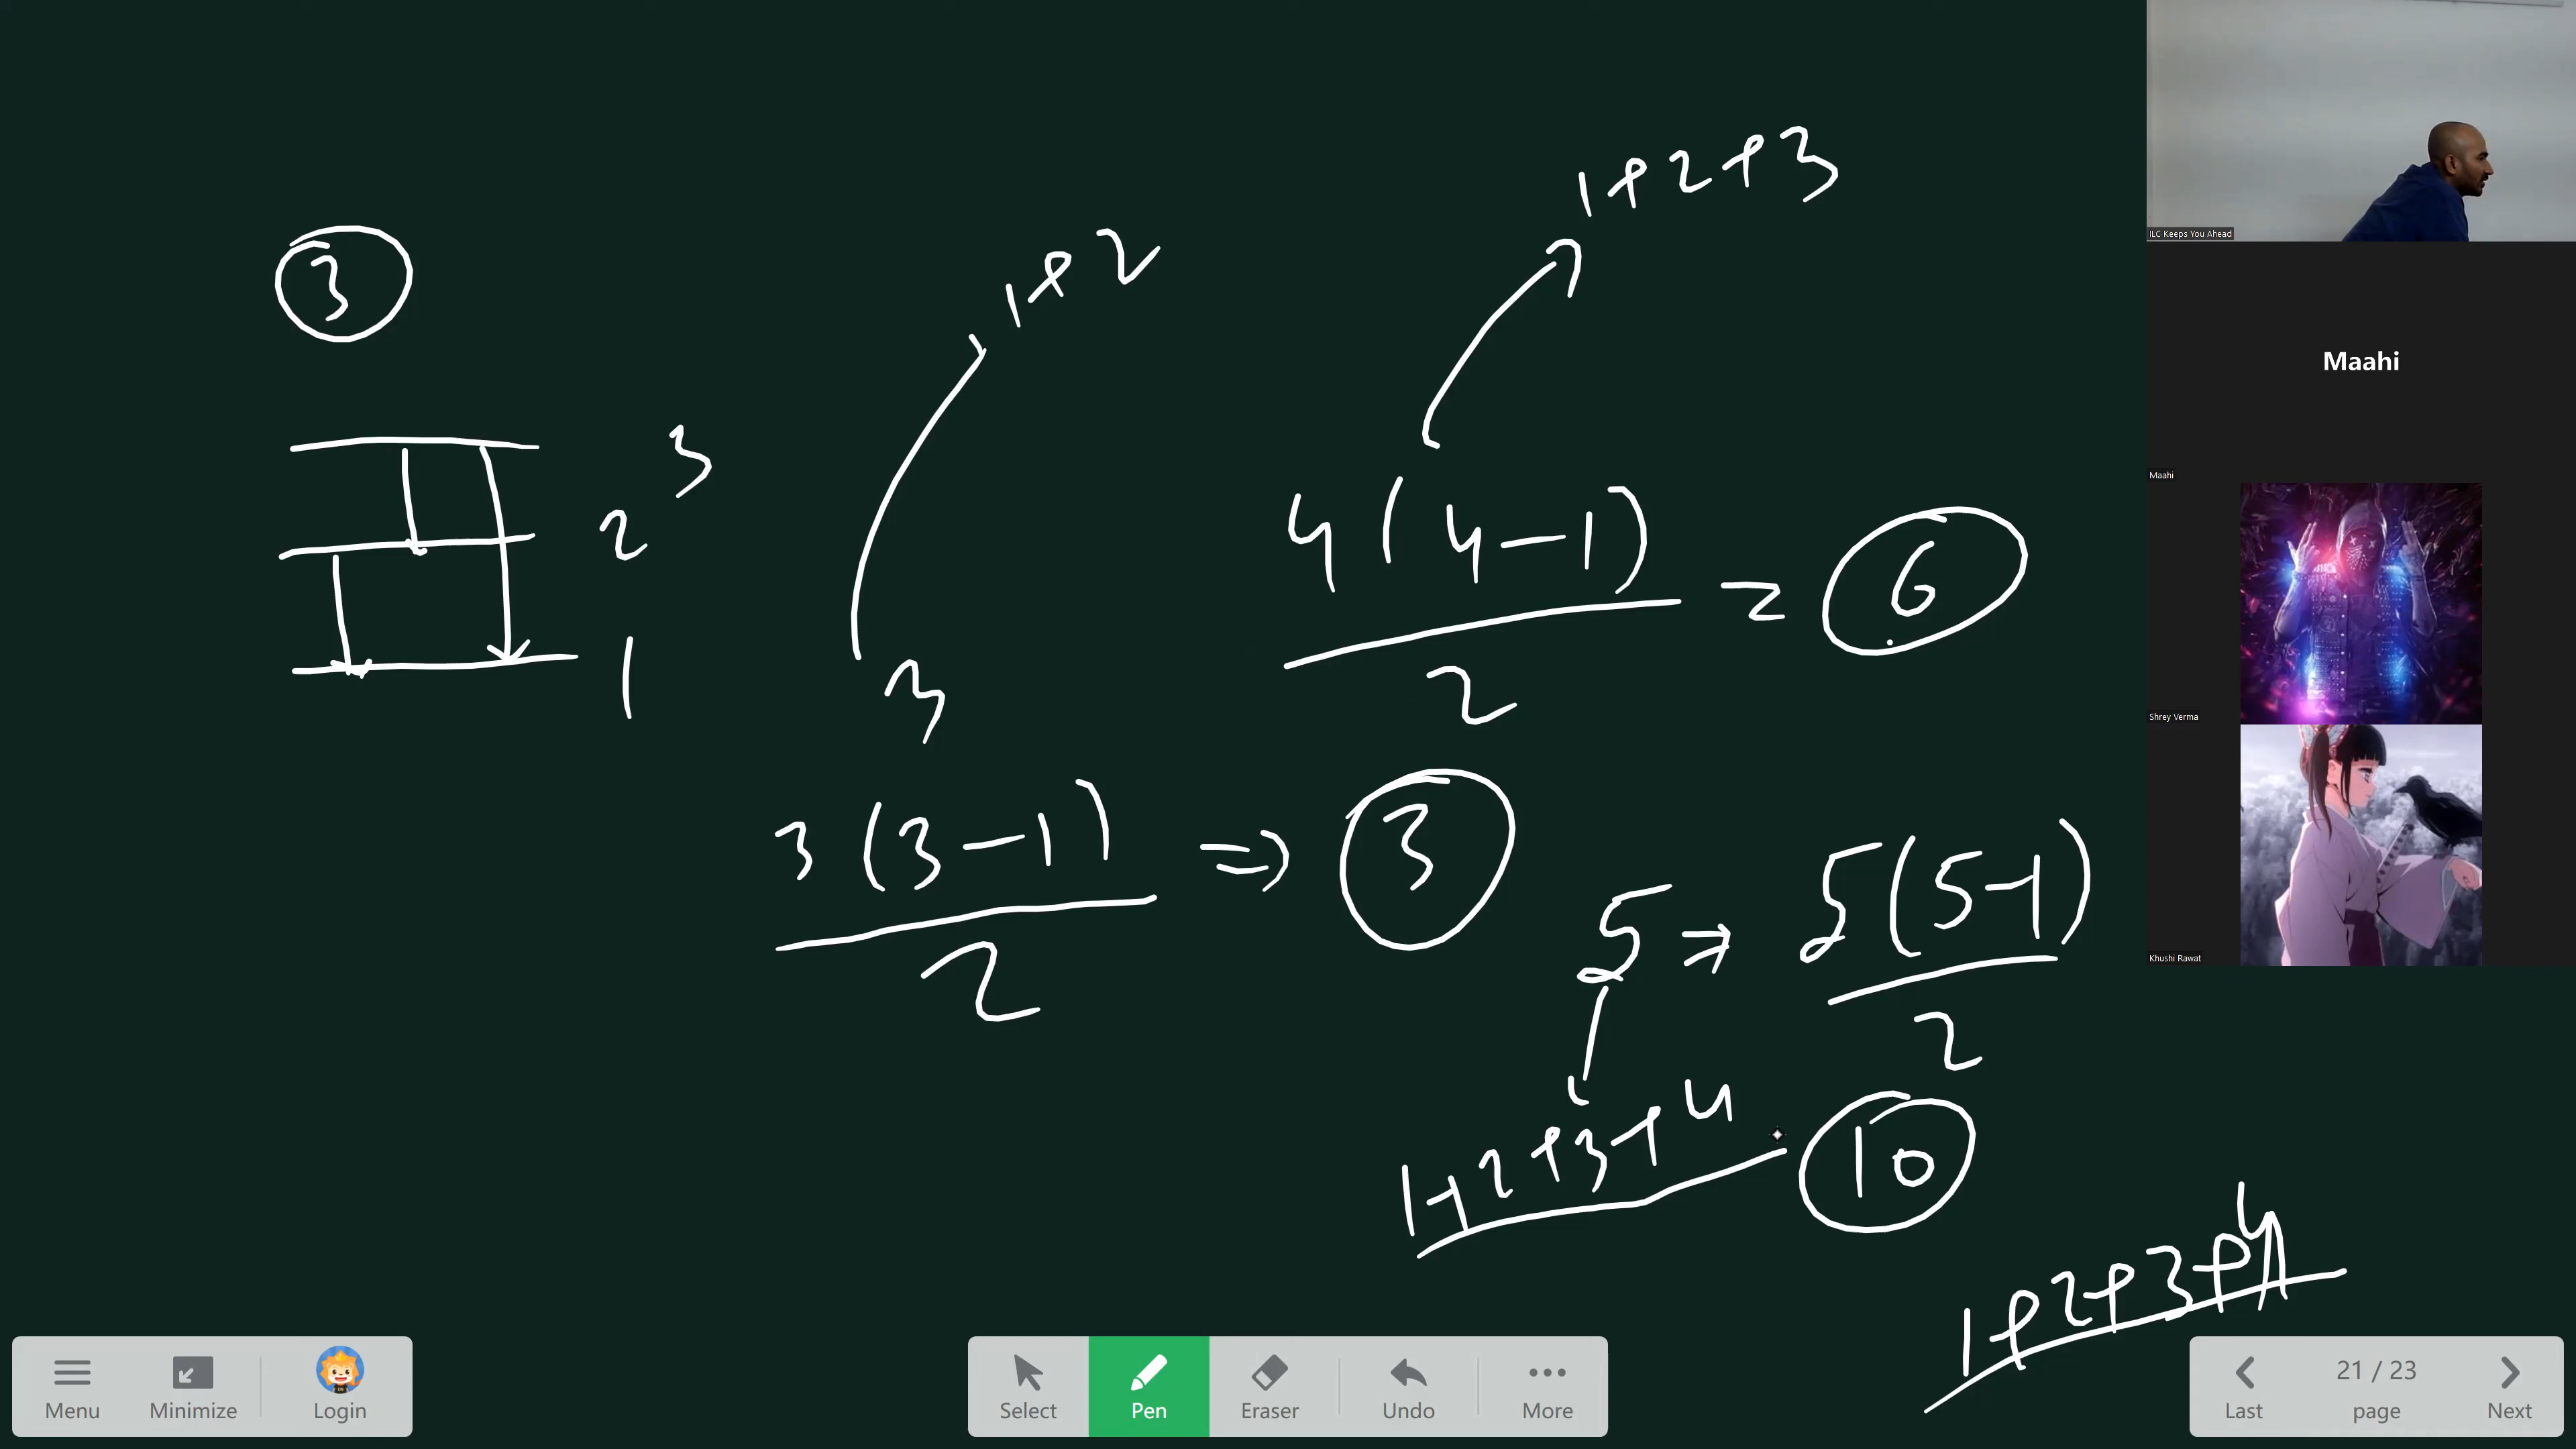 3
1+2
1+2+3
3
2
1
3
4(4-1)
2
= 6
3(3-1)
2
=> 3
5 => 5(5-1)
2
1+2+3+4
10
1+2+3+4
ILC Keeps You Ahead
Maahi
Maahi
Shrey Verma
Khushi Rawat
Menu
Minimize
Login
Select
Pen
Eraser
Undo
More
Last
21 / 23
page
Next